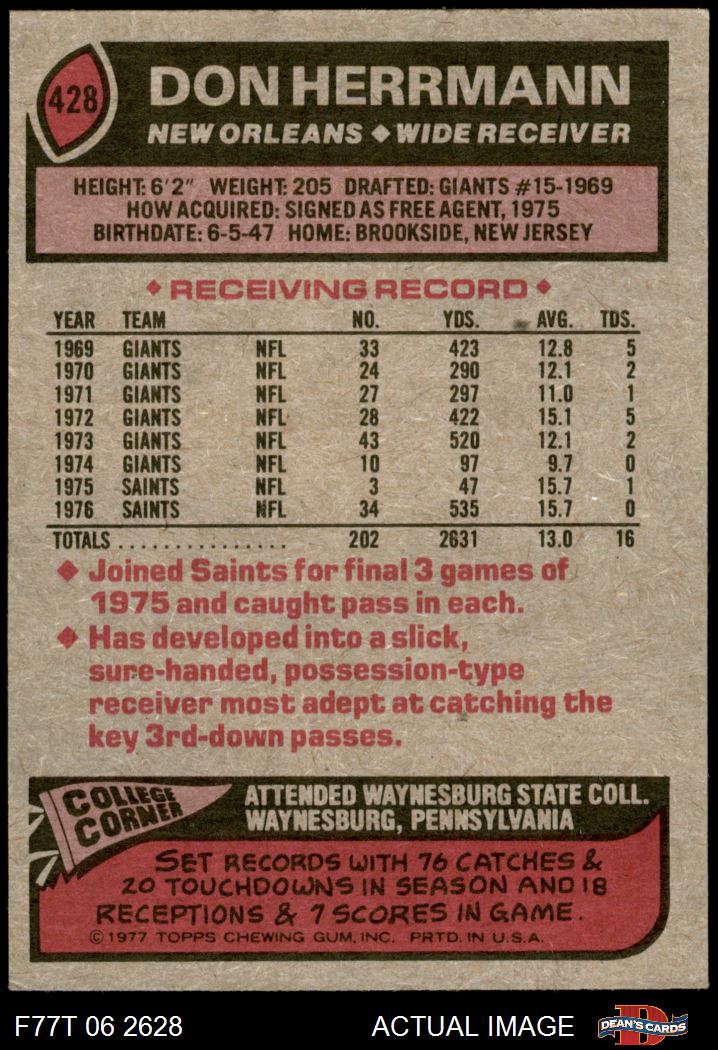 428
DON HERRMANN
NEW ORLEANS ◆ WIDE RECEIVER
HEIGHT: 6'2" WEIGHT: 205 DRAFTED: GIANTS #15-1969
HOW ACQUIRED: SIGNED AS FREE AGENT, 1975
BIRTHDATE: 6-5-47 HOME: BROOKSIDE, NEW JERSEY
◆ RECEIVING RECORD ◆
YEAR TEAM NO. YDS. AVG. TDS.
1969 GIANTS NFL 33 423 12.8 5
1970 GIANTS NFL 24 290 12.1 2
1971 GIANTS NFL 27 297 11.0 1
1972 GIANTS NFL 28 422 15.1 5
1973 GIANTS NFL 43 520 12.1 2
1974 GIANTS NFL 10 97 9.7 0
1975 SAINTS NFL 3 47 15.7 1
1976 SAINTS NFL 34 535 15.7 0
TOTALS ............... 202 2631 13.0 16
◆ Joined Saints for final 3 games of
1975 and caught pass in each.
◆ Has developed into a slick,
sure-handed, possession-type
receiver most adept at catching the
key 3rd-down passes.
COLLEGE
CORNER
ATTENDED WAYNESBURG STATE COLL.
WAYNESBURG, PENNSYLVANIA
SET RECORDS WITH 76 CATCHES &
20 TOUCHDOWNS IN SEASON AND 18
RECEPTIONS & 7 SCORES IN GAME.
© 1977 TOPPS CHEWING GUM, INC. PRTD. IN U.S.A.
F77T 06 2628 ACTUAL IMAGE
D
DEAN'S CARDS